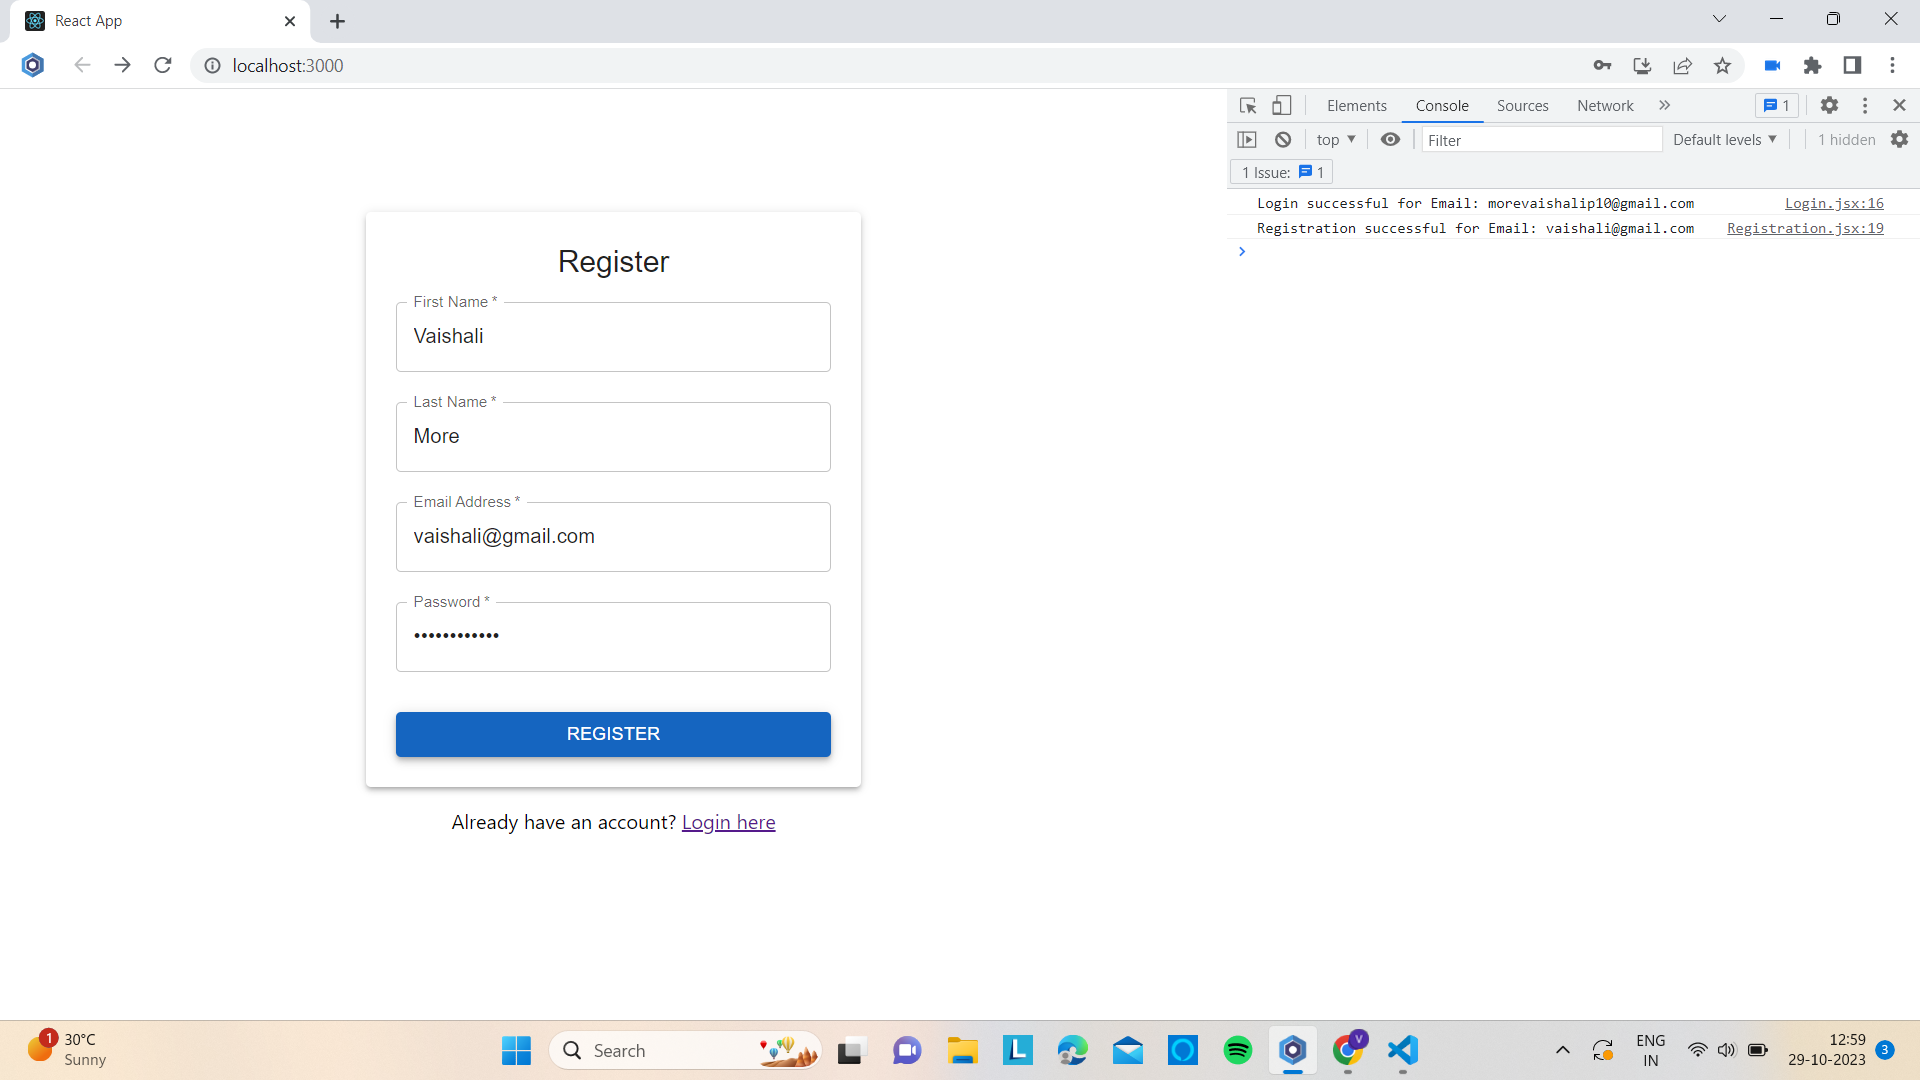 React App
localhost:3000
Elements Console Sources Network 1
top Filter Default levels 1 hidden
1 Issue: 1
Login successful for Email: morevaishalip10@gmail.com Login.jsx:16
Registration successful for Email: vaishali@gmail.com Registration.jsx:19
Register
First Name *
Vaishali
Last Name *
More
Email Address *
vaishali@gmail.com
Password *
••••••••••••
REGISTER
Already have an account? Login here
1
30°C
Sunny
Search
L
V
ENG
IN
12:59
29-10-2023
3